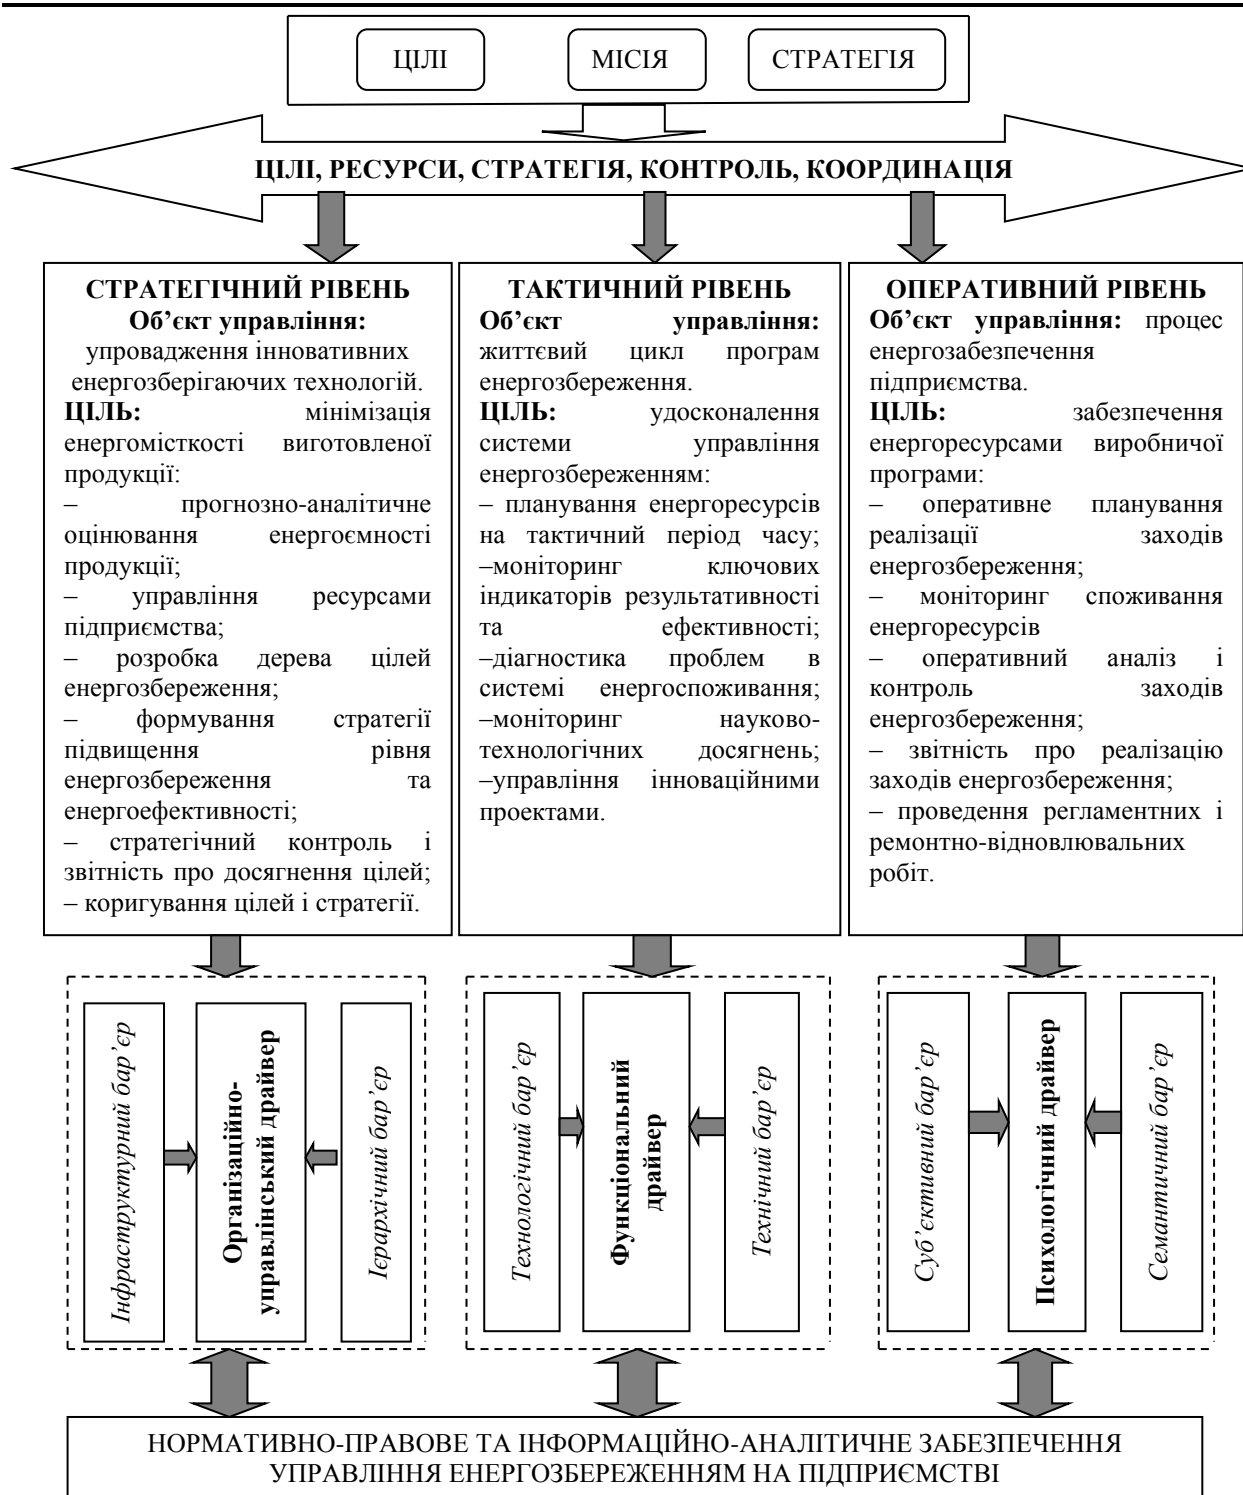 ЦІЛІ
МІСІЯ
СТРАТЕГІЯ
ЦІЛІ, РЕСУРСИ, СТРАТЕГІЯ, КОНТРОЛЬ, КООРДИНАЦІЯ
СТРАТЕГІЧНИЙ РІВЕНЬ
Об’єкт управління:
упровадження інновативних
енергозберігаючих технологій.
ЦІЛЬ: мінімізація
енергомісткості виготовленої
продукції:
– прогнозно-аналітичне
оцінювання енергоємності
продукції;
– управління ресурсами
підприємства;
– розробка дерева цілей
енергозбереження;
– формування стратегії
підвищення рівня
енергозбереження та
енергоефективності;
– стратегічний контроль і
звітність про досягнення цілей;
– коригування цілей і стратегії.
ТАКТИЧНИЙ РІВЕНЬ
Об’єкт управління:
життєвий цикл програм
енергозбереження.
ЦІЛЬ: удосконалення
системи управління
енергозбереженням:
– планування енергоресурсів
на тактичний період часу;
–моніторинг ключових
індикаторів результативності
та ефективності;
–діагностика проблем в
системі енергоспоживання;
–моніторинг науково-
технологічних досягнень;
–управління інноваційними
проектами.
ОПЕРАТИВНИЙ РІВЕНЬ
Об’єкт управління: процес
енергозабезпечення
підприємства.
ЦІЛЬ: забезпечення
енергоресурсами виробничої
програми:
– оперативне планування
реалізації заходів
енергозбереження;
– моніторинг споживання
енергоресурсів
– оперативний аналіз і
контроль заходів
енергозбереження;
– звітність про реалізацію
заходів енергозбереження;
– проведення регламентних і
ремонтно-відновлювальних
робіт.
Інфраструктурний бар’єр
Організаційно-
управлінський драйвер
Ієрархічний бар’єр
Технологічний бар’єр
Функціональний
драйвер
Технічний бар’єр
Суб’єктивний бар’єр
Психологічний драйвер
Семантичний бар’єр
НОРМАТИВНО-ПРАВОВЕ ТА ІНФОРМАЦІЙНО-АНАЛІТИЧНЕ ЗАБЕЗПЕЧЕННЯ
УПРАВЛІННЯ ЕНЕРГОЗБЕРЕЖЕННЯМ НА ПІДПРИЄМСТВІ